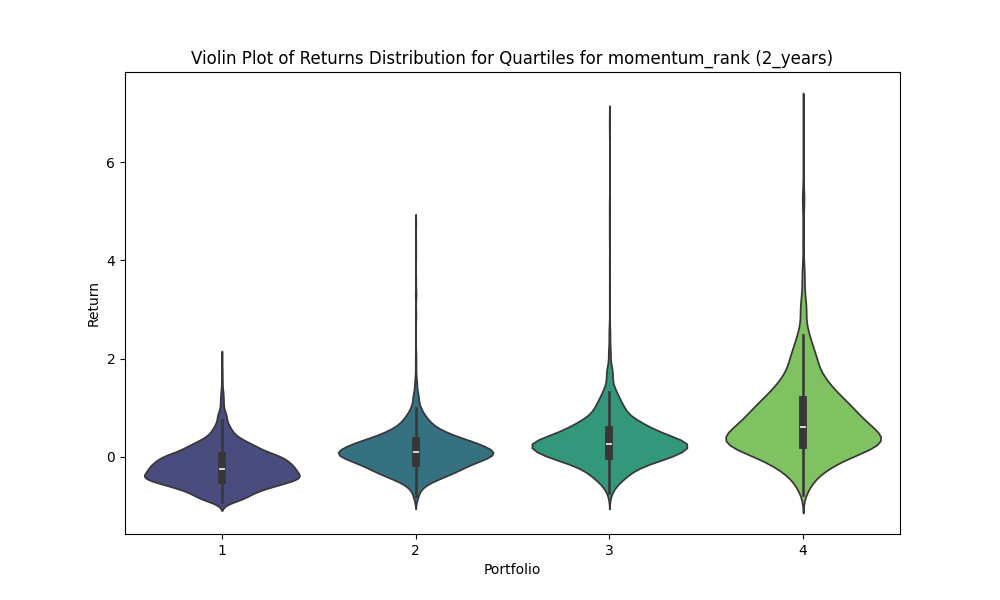 Violin Plot of Returns Distribution for Quartiles for momentum_rank (2_years)
Return
6
4
2
0
1 2 3 4
Portfolio